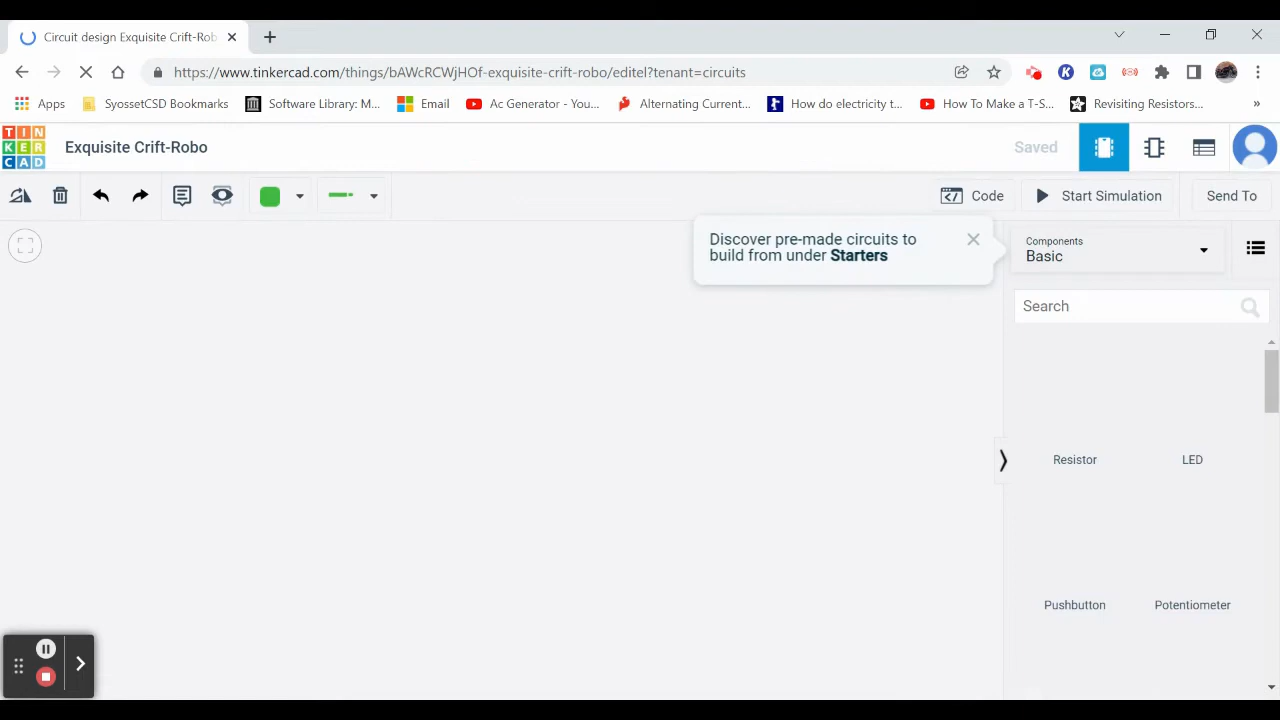 Circuit design Exquisite Crift-Rob
https://www.tinkercad.com/things/bAWcRCWjHOf-exquisite-crift-robo/editel?tenant=circuits
Apps
SyossetCSD Bookmarks
Software Library: M...
Email
Ac Generator - You...
Alternating Current...
How do electricity t...
How To Make a T-S...
Revisiting Resistors...
»
TIN
KER
CAD
Exquisite Crift-Robo
Saved
Code
Start Simulation
Send To
Discover pre-made circuits to
build from under Starters
Components
Basic
Search
Resistor
LED
Pushbutton
Potentiometer